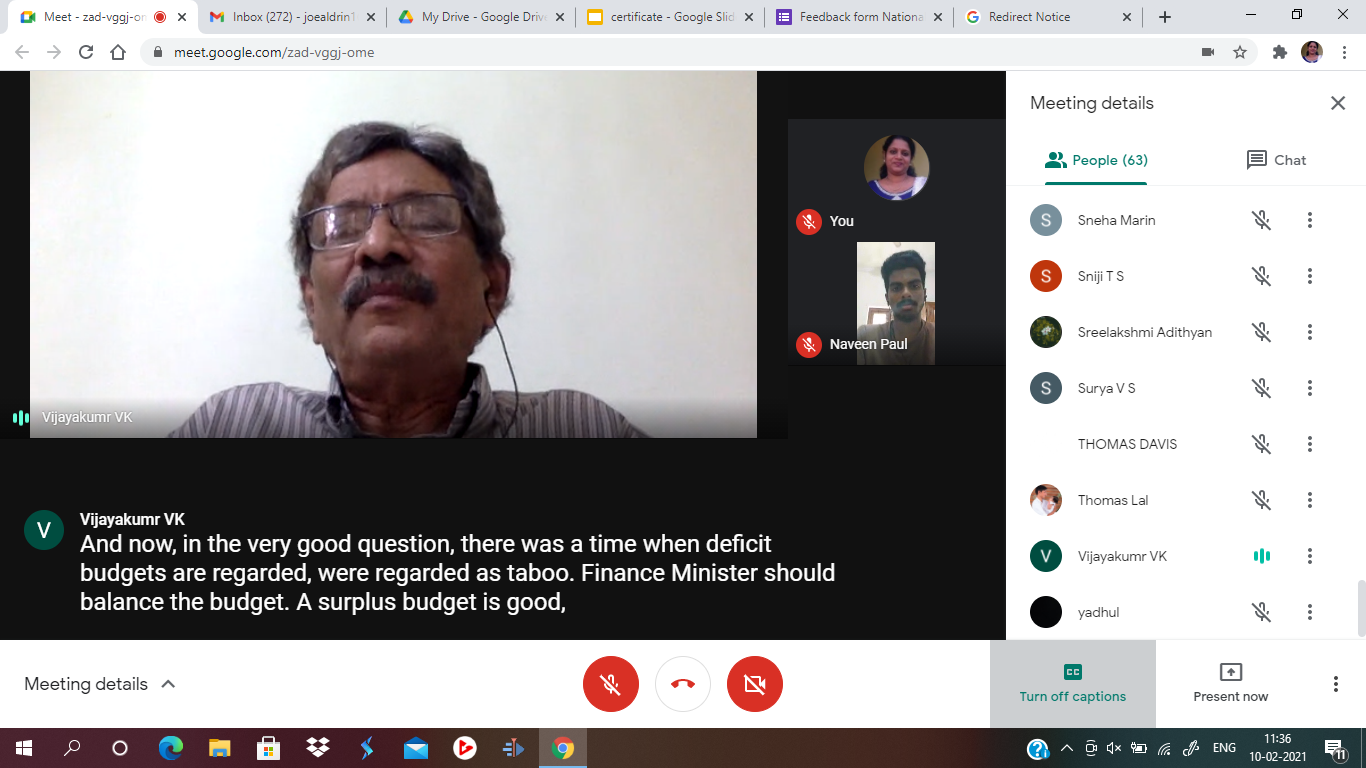 Meet - zad-vggj-om
Inbox (272) - joealdrin1
My Drive - Google Driv
certificate - Google Slid
Feedback form Nationa
Redirect Notice
meet.google.com/zad-vggj-ome
Meeting details
People (63)
Chat
You
Naveen Paul
Vijayakumr VK
S Sneha Marin
S Sniji T S
Sreelakshmi Adithyan
S Surya V S
THOMAS DAVIS
Thomas Lal
V Vijayakumr VK
yadhul
V
Vijayakumr VK
And now, in the very good question, there was a time when deficit
budgets are regarded, were regarded as taboo. Finance Minister should
balance the budget. A surplus budget is good,
Meeting details
CC
Turn off captions
Present now
ENG
11:36
10-02-2021
11